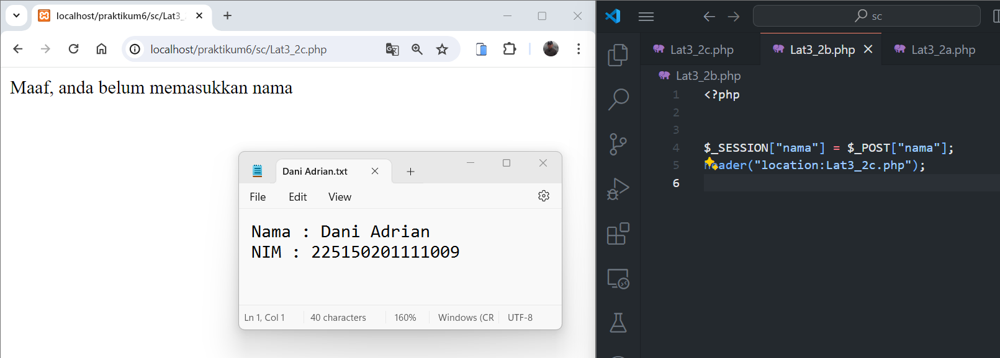 localhost/praktikum6/sc/Lat3_
localhost/praktikum6/sc/Lat3_2c.php
Maaf, anda belum memasukkan nama
Dani Adrian.txt
File Edit View
Nama : Dani Adrian
NIM : 225150201111009
Ln 1, Col 1 40 characters 160% Windows (CR UTF-8
sc
Lat3_2c.php Lat3_2b.php Lat3_2a.php
Lat3_2b.php
1 <?php
2
3
4 $_SESSION["nama"] = $_POST["nama"];
5 header("location:Lat3_2c.php");
6